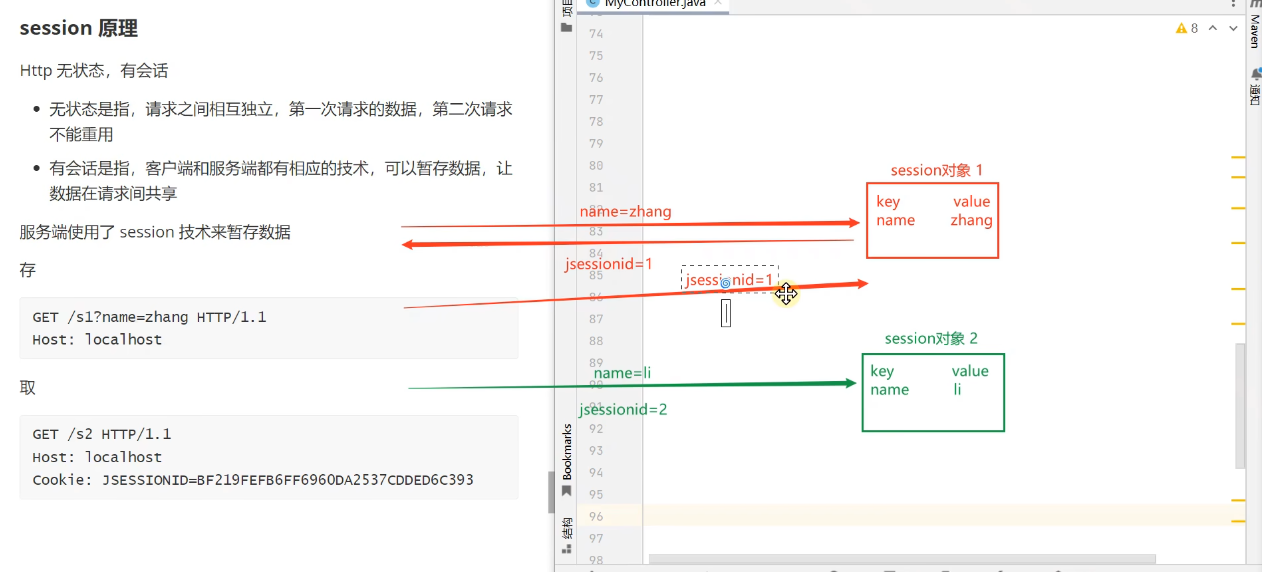 session 原理
Http 无状态，有会话
• 无状态是指，请求之间相互独立，第一次请求的数据，第二次请求
不能重用
• 有会话是指，客户端和服务端都有相应的技术，可以暂存数据，让
数据在请求间共享
服务端使用了 session 技术来暂存数据
存
GET /s1?name=zhang HTTP/1.1
Host: localhost
取
GET /s2 HTTP/1.1
Host: localhost
Cookie: JSESSIONID=BF219FEFB6FF6960DA2537CDDED6C393
项目
MyController.java
8
Maven
通知
74
75
76
77
78
79
80
81
83
84
85
86
87
88
89
91
92
93
94
95
96
97
98
session对象 1
key value
name zhang
name=zhang
jsessionid=1
jsessionid=1
session对象 2
key value
name li
name=li
jsessionid=2
Bookmarks
结构